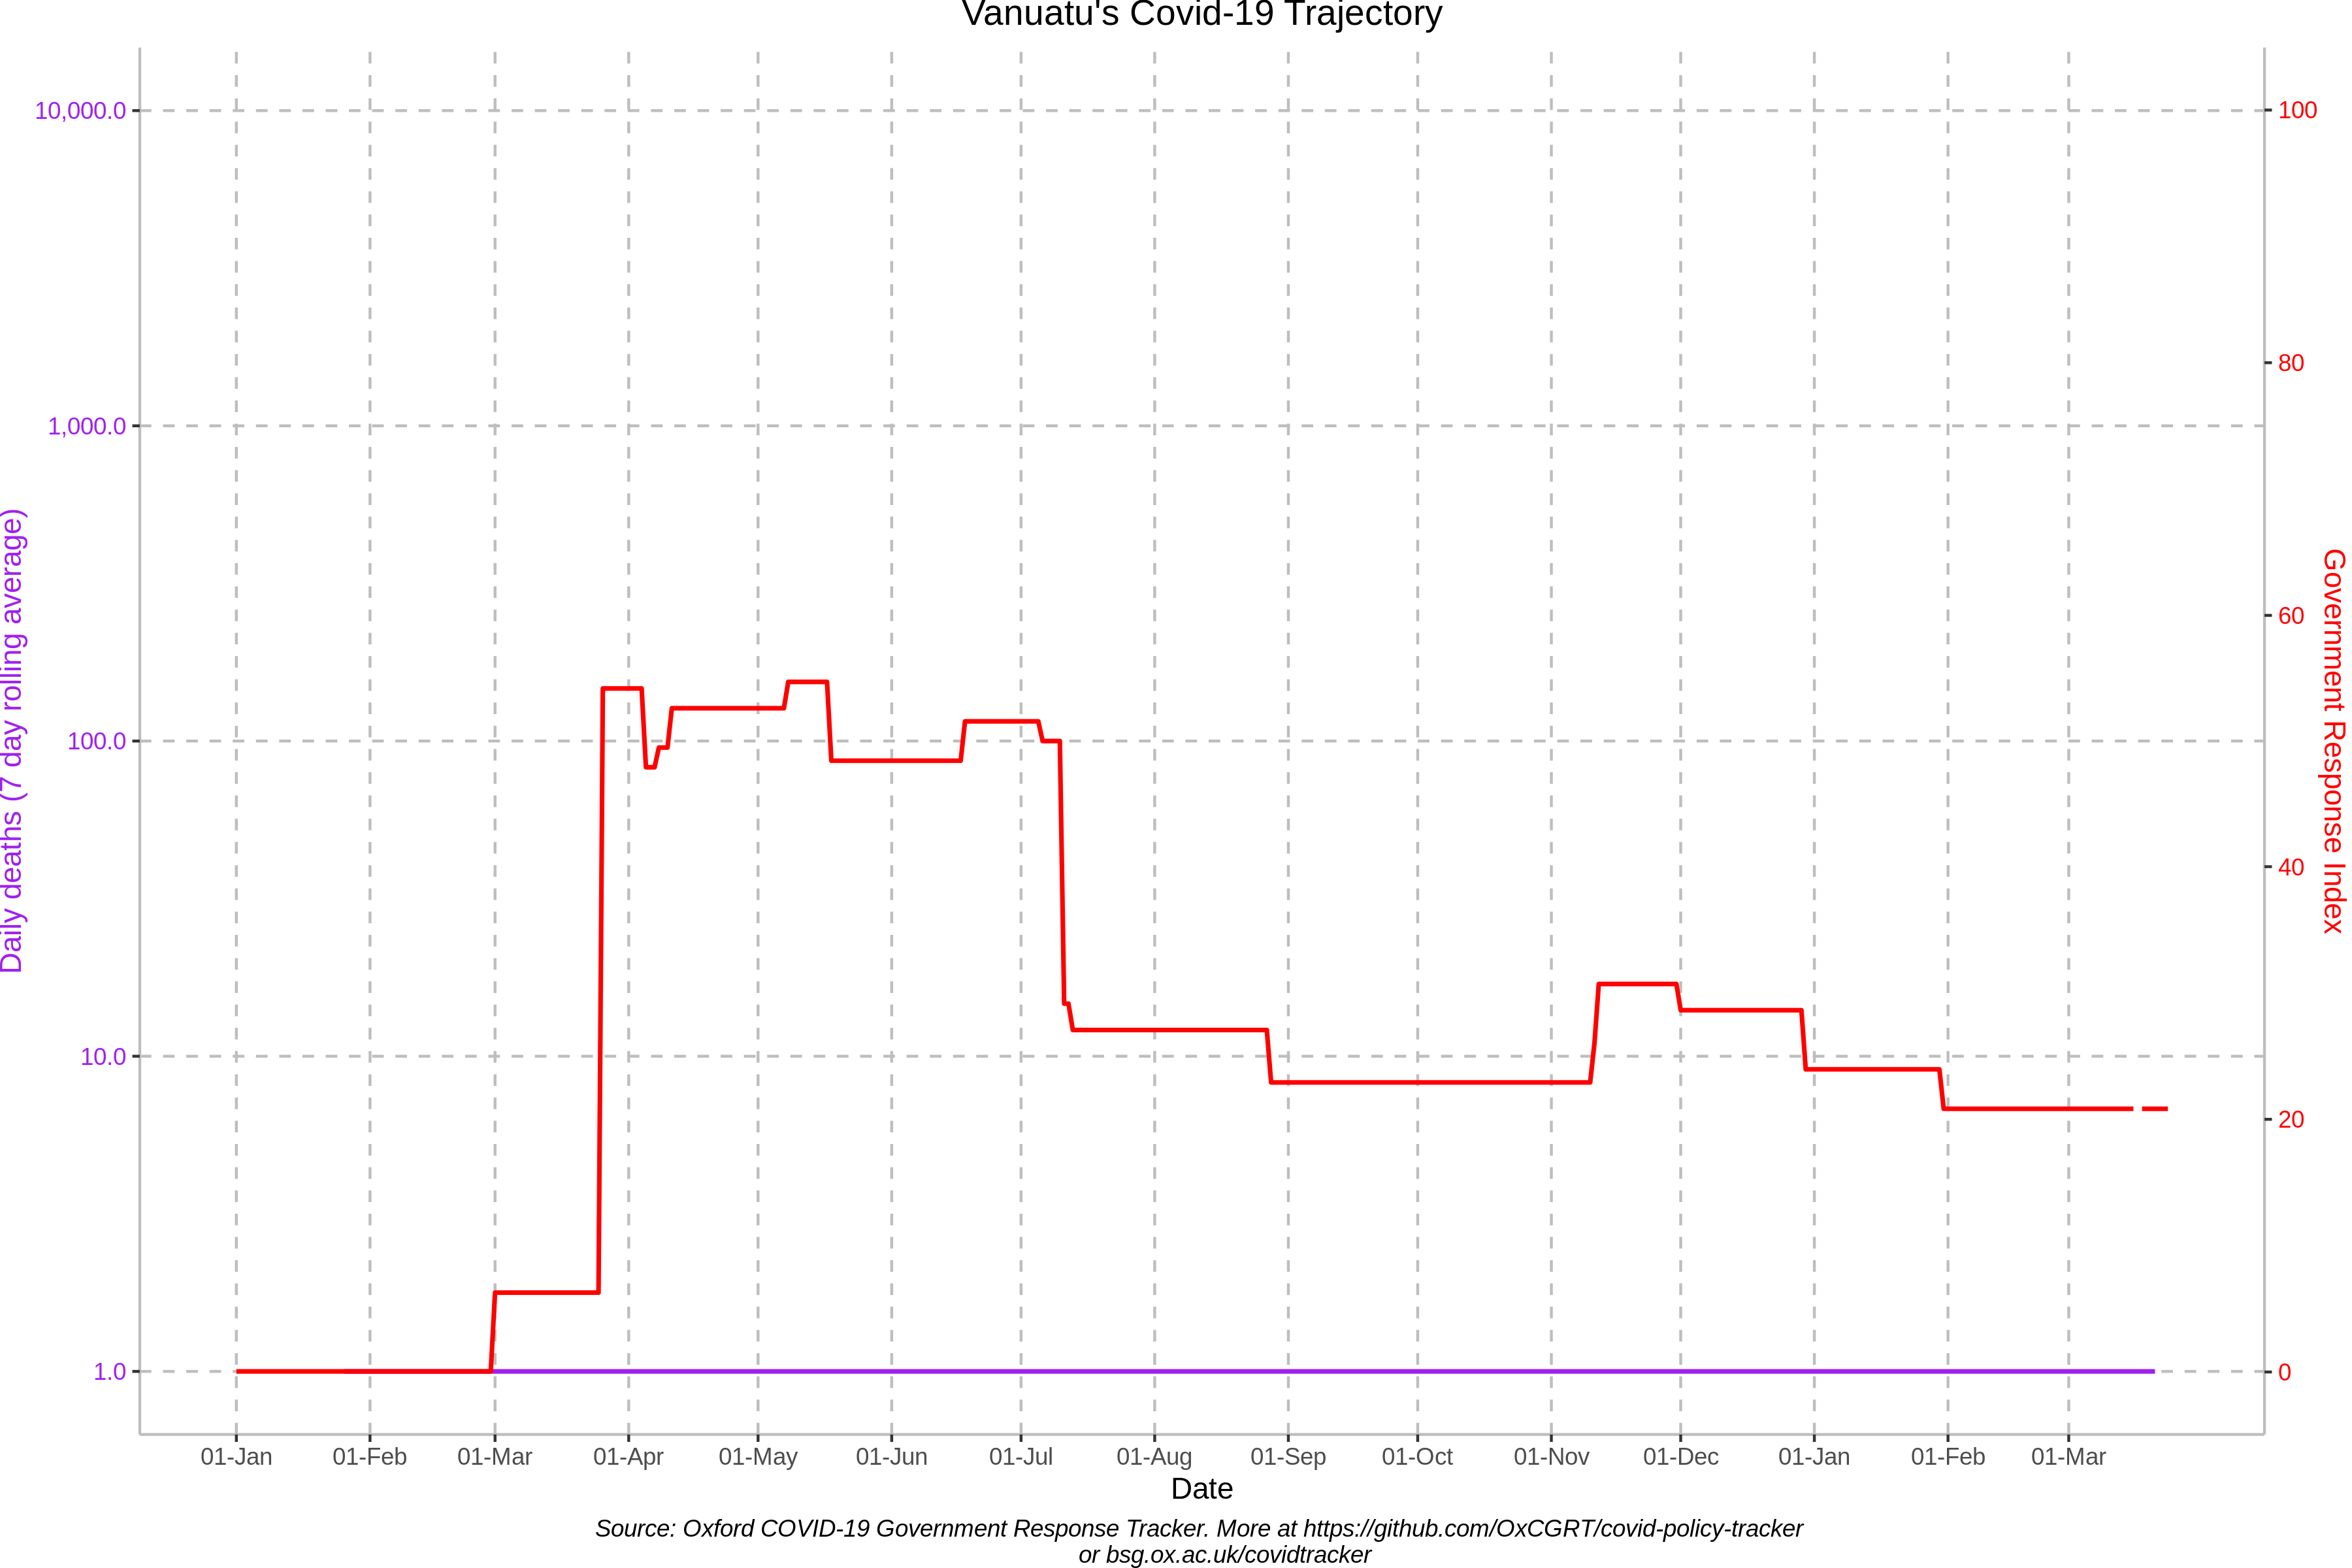 Vanuatu's Covid-19 Trajectory
10,000.0
1,000.0
100.0
10.0
1.0
Daily deaths (7 day rolling average)
100
80
60
40
20
0
Government Response Index
01-Jan 01-Feb 01-Mar 01-Apr 01-May 01-Jun 01-Jul 01-Aug 01-Sep 01-Oct 01-Nov 01-Dec 01-Jan 01-Feb 01-Mar
Date
Source: Oxford COVID-19 Government Response Tracker. More at https://github.com/OxCGRT/covid-policy-tracker
or bsg.ox.ac.uk/covidtracker